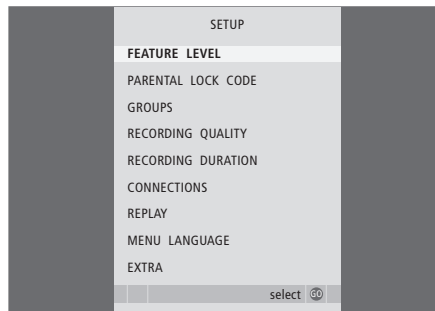 SETUP
FEATURE LEVEL
PARENTAL LOCK CODE
GROUPS
RECORDING QUALITY
RECORDING DURATION
CONNECTIONS
REPLAY
MENU LANGUAGE
EXTRA
select GO